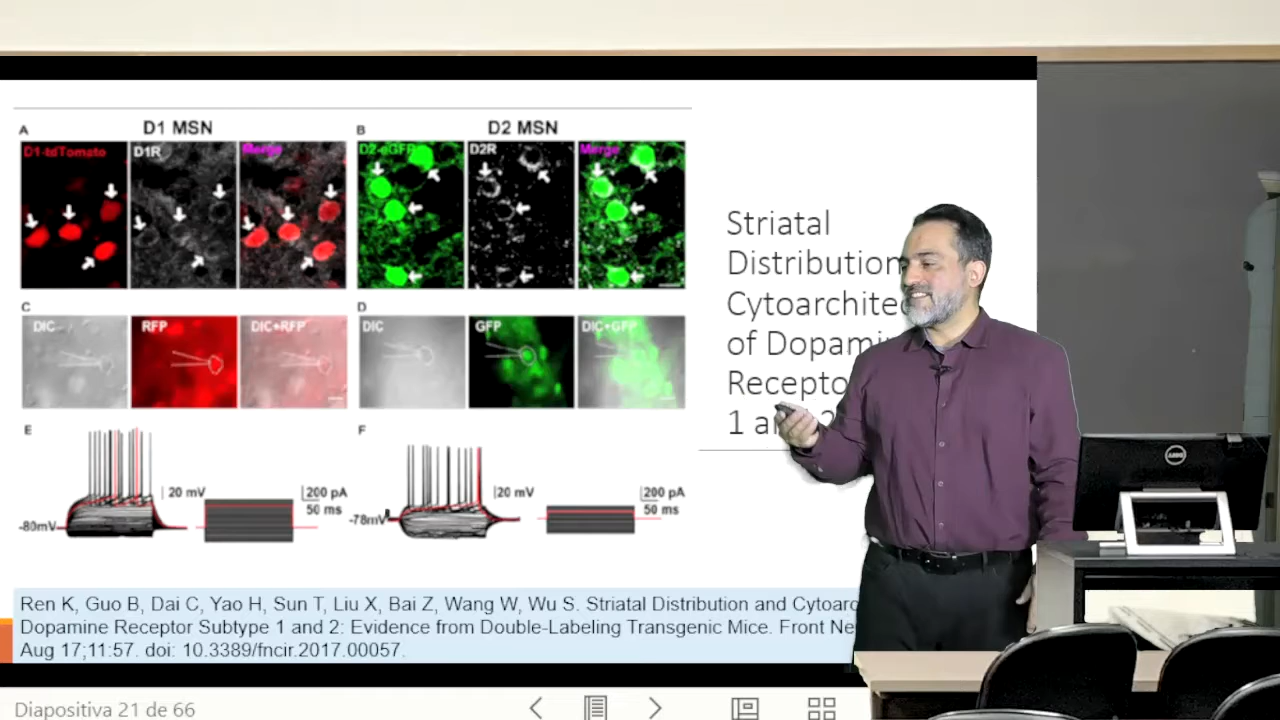 A
D1 MSN
B
D2 MSN
D1-tdTomato
D1R
Merge
D2-eGFP
D2R
Merge
C
D
DIC
RFP
DIC+RFP
DIC
GFP
DIC+GFP
E
F
20 mV
200 pA
50 ms
20 mV
200 pA
50 ms
-80mV
-78mV
Striatal
Distribution
Cytoarchitec
of Dopami
Recepto
1 an 2
Ren K, Guo B, Dai C, Yao H, Sun T, Liu X, Bai Z, Wang W, Wu S. Striatal Distribution and Cytoarc
Dopamine Receptor Subtype 1 and 2: Evidence from Double-Labeling Transgenic Mice. Front Ne
Aug 17;11:57. doi: 10.3389/fncir.2017.00057.
Diapositiva 21 de 66
DELL